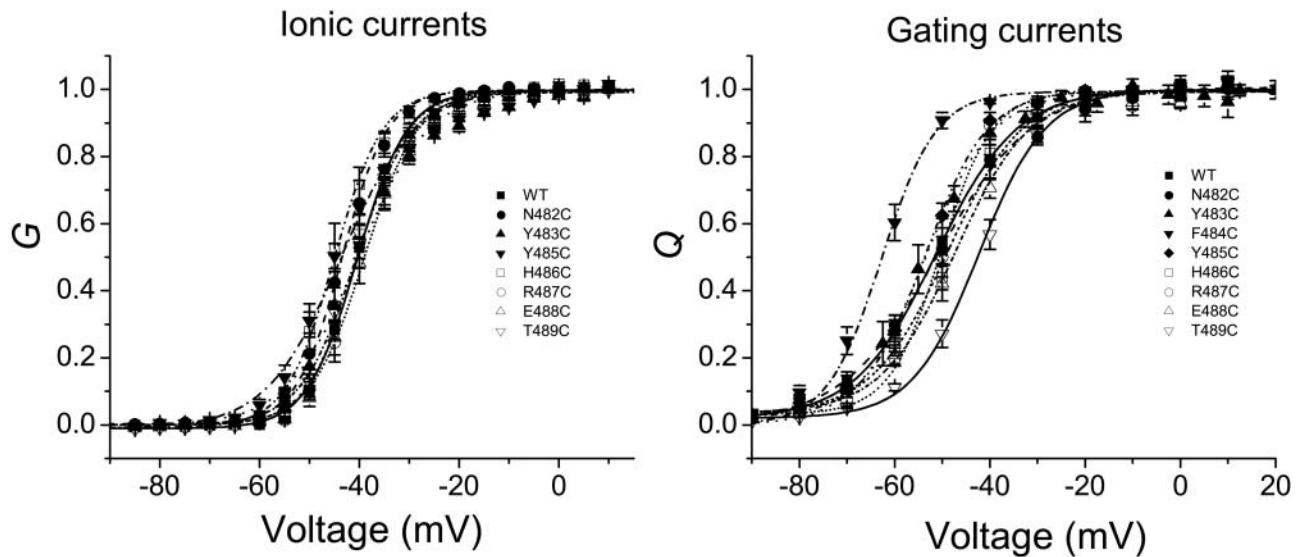 Ionic currents
G
1.0
0.8
0.6
0.4
0.2
0.0
-80
-60
-40
-20
0
Voltage (mV)
WT
N482C
Y483C
Y485C
H486C
R487C
E488C
T489C
Gating currents
Q
1.0
0.8
0.6
0.4
0.2
0.0
-80
-60
-40
-20
0
20
Voltage (mV)
WT
N482C
Y483C
F484C
Y485C
H486C
R487C
E488C
T489C